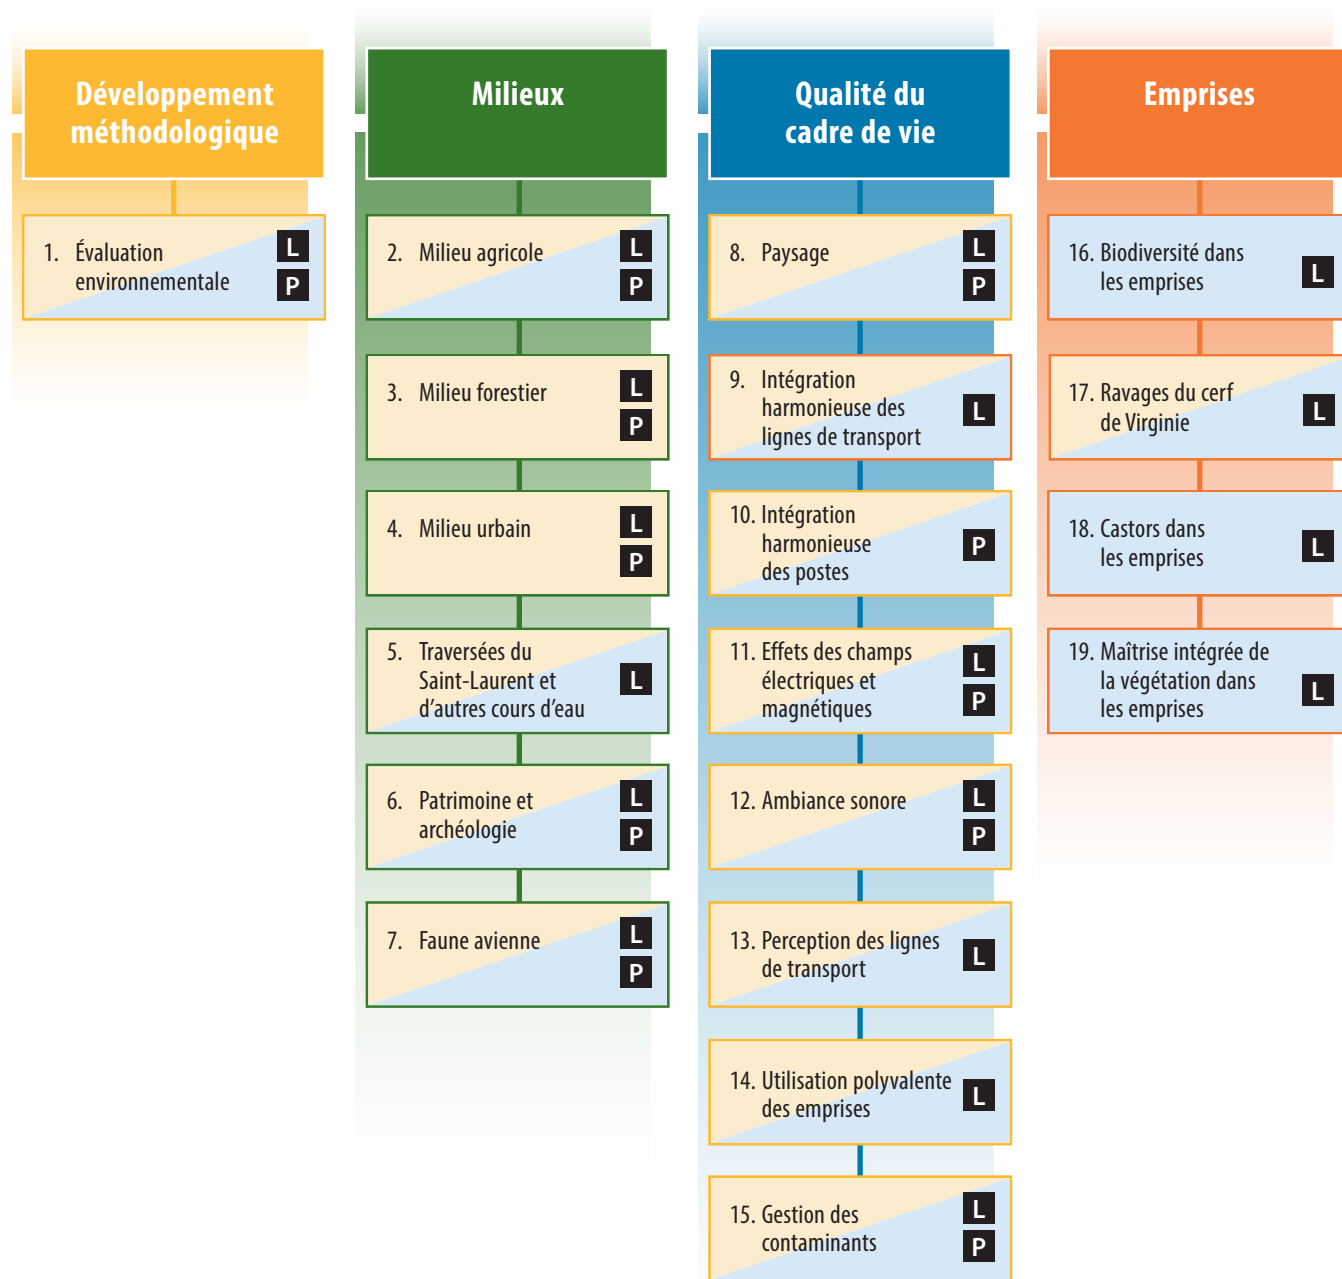 Développement
méthodologique
1. Évaluation
environnementale
L
P
Milieux
2. Milieu agricole
L
P
3. Milieu forestier
L
P
4. Milieu urbain
L
P
5. Traversées du
Saint-Laurent et
d'autres cours d'eau
L
6. Patrimoine et
archéologie
L
P
7. Faune avienne
L
P
Qualité du
cadre de vie
8. Paysage
L
P
9. Intégration
harmonieuse des
lignes de transport
L
10. Intégration
harmonieuse
des postes
P
11. Effets des champs
électriques et
magnétiques
L
P
12. Ambiance sonore
L
P
13. Perception des lignes
de transport
L
14. Utilisation polyvalente
des emprises
L
15. Gestion des
contaminants
L
P
Emprises
16. Biodiversité dans
les emprises
L
17. Ravages du cerf
de Virginie
L
18. Castors dans
les emprises
L
19. Maîtrise intégrée de
la végétation dans
les emprises
L